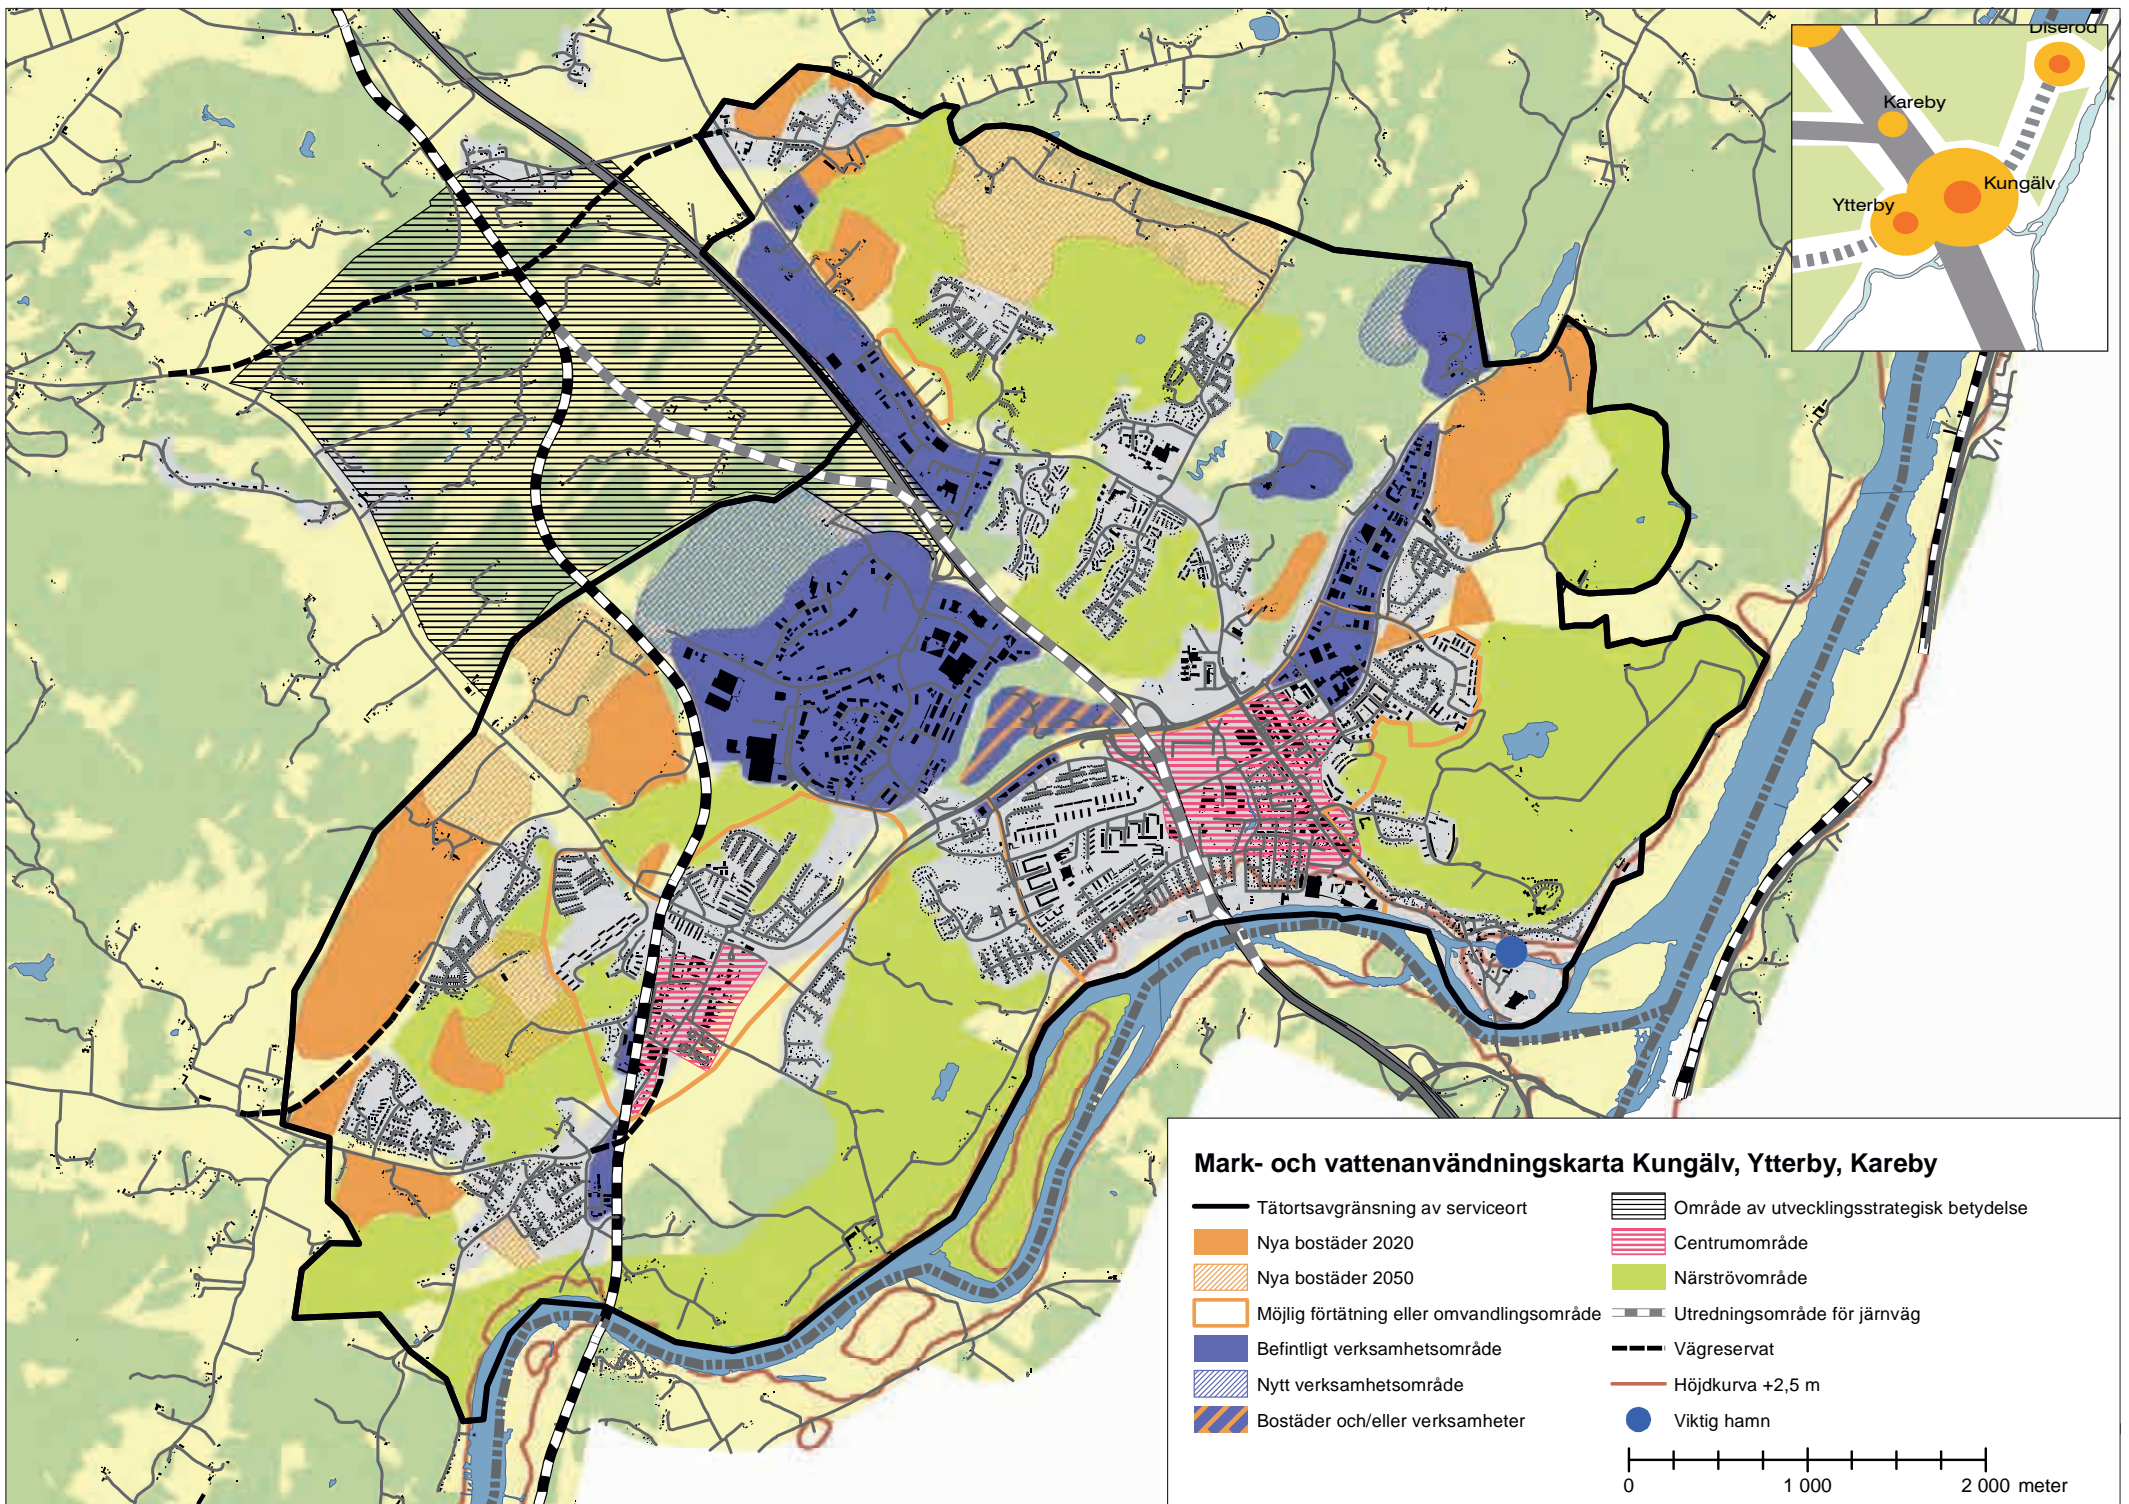 Diseröd
Kareby
Kungälv
Ytterby
Mark- och vattenanvändningskarta Kungälv, Ytterby, Kareby
Tätortsavgränsning av serviceort
Nya bostäder 2020
Nya bostäder 2050
Möjlig förtätning eller omvandlingsområde
Befintligt verksamhetsområde
Nytt verksamhetsområde
Bostäder och/eller verksamheter
Område av utvecklingsstrategisk betydelse
Centrumområde
Närströvområde
Utredningsområde för järnväg
Vägreservat
Höjdkurva +2,5 m
Viktig hamn
0 1 000 2 000 meter